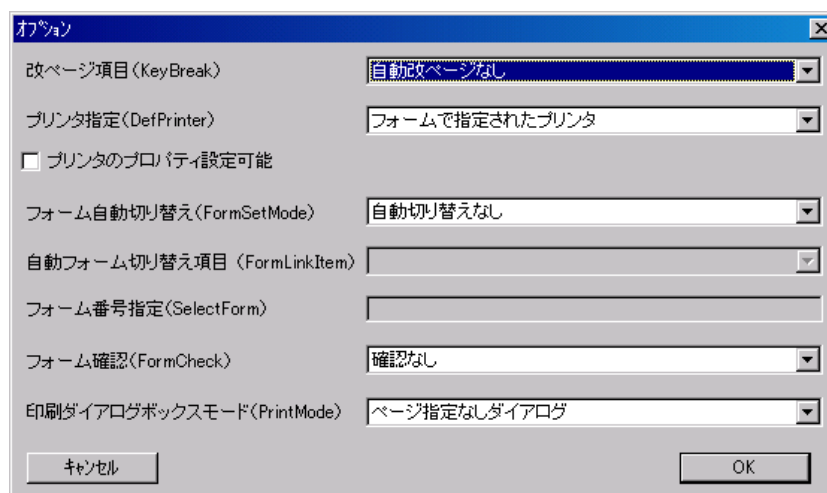 オプション
改ページ項目(KeyBreak) 自動改ページなし
プリンタ指定(DefPrinter) フォームで指定されたプリンタ
プリンタのプロパティ設定可能
フォーム自動切り替え(FormSetMode) 自動切り替えなし
自動フォーム切り替え項目 (FormLinkItem)
フォーム番号指定(SelectForm)
フォーム確認(FormCheck) 確認なし
印刷ダイアログボックスモード(PrintMode) ページ指定なしダイアログ
キャンセル OK